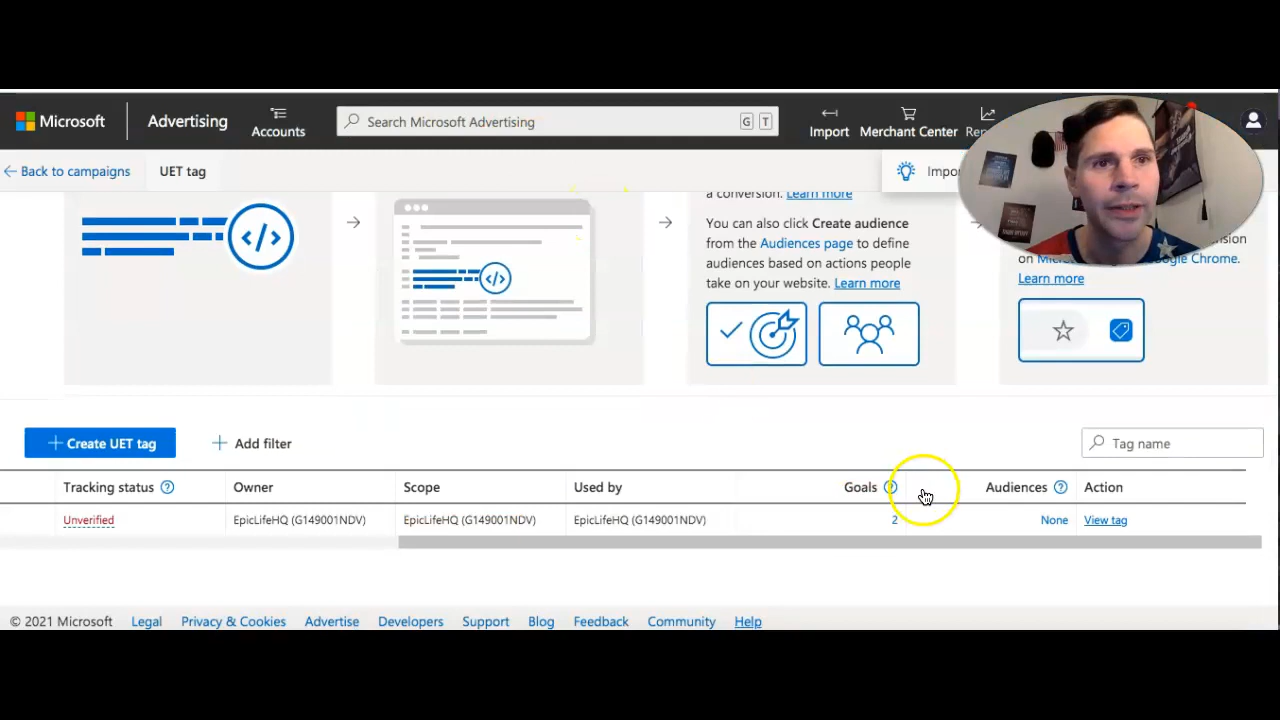 Microsoft
Advertising
Accounts
Search Microsoft Advertising
G T
Import
Merchant Center
Back to campaigns
UET tag
a conversion. Learn more
You can also click Create audience
from the Audiences page to define
audiences based on actions people
take on your website. Learn more
on
Chrome.
Learn more
Create UET tag
Add filter
Tag name
Tracking status ?
Owner
Scope
Used by
Goals ?
Audiences ?
Action
Unverified
EpicLifeHQ (G149001NDV)
EpicLifeHQ (G149001NDV)
EpicLifeHQ (G149001NDV)
2
None
View tag
© 2021 Microsoft
Legal
Privacy & Cookies
Advertise
Developers
Support
Blog
Feedback
Community
Help